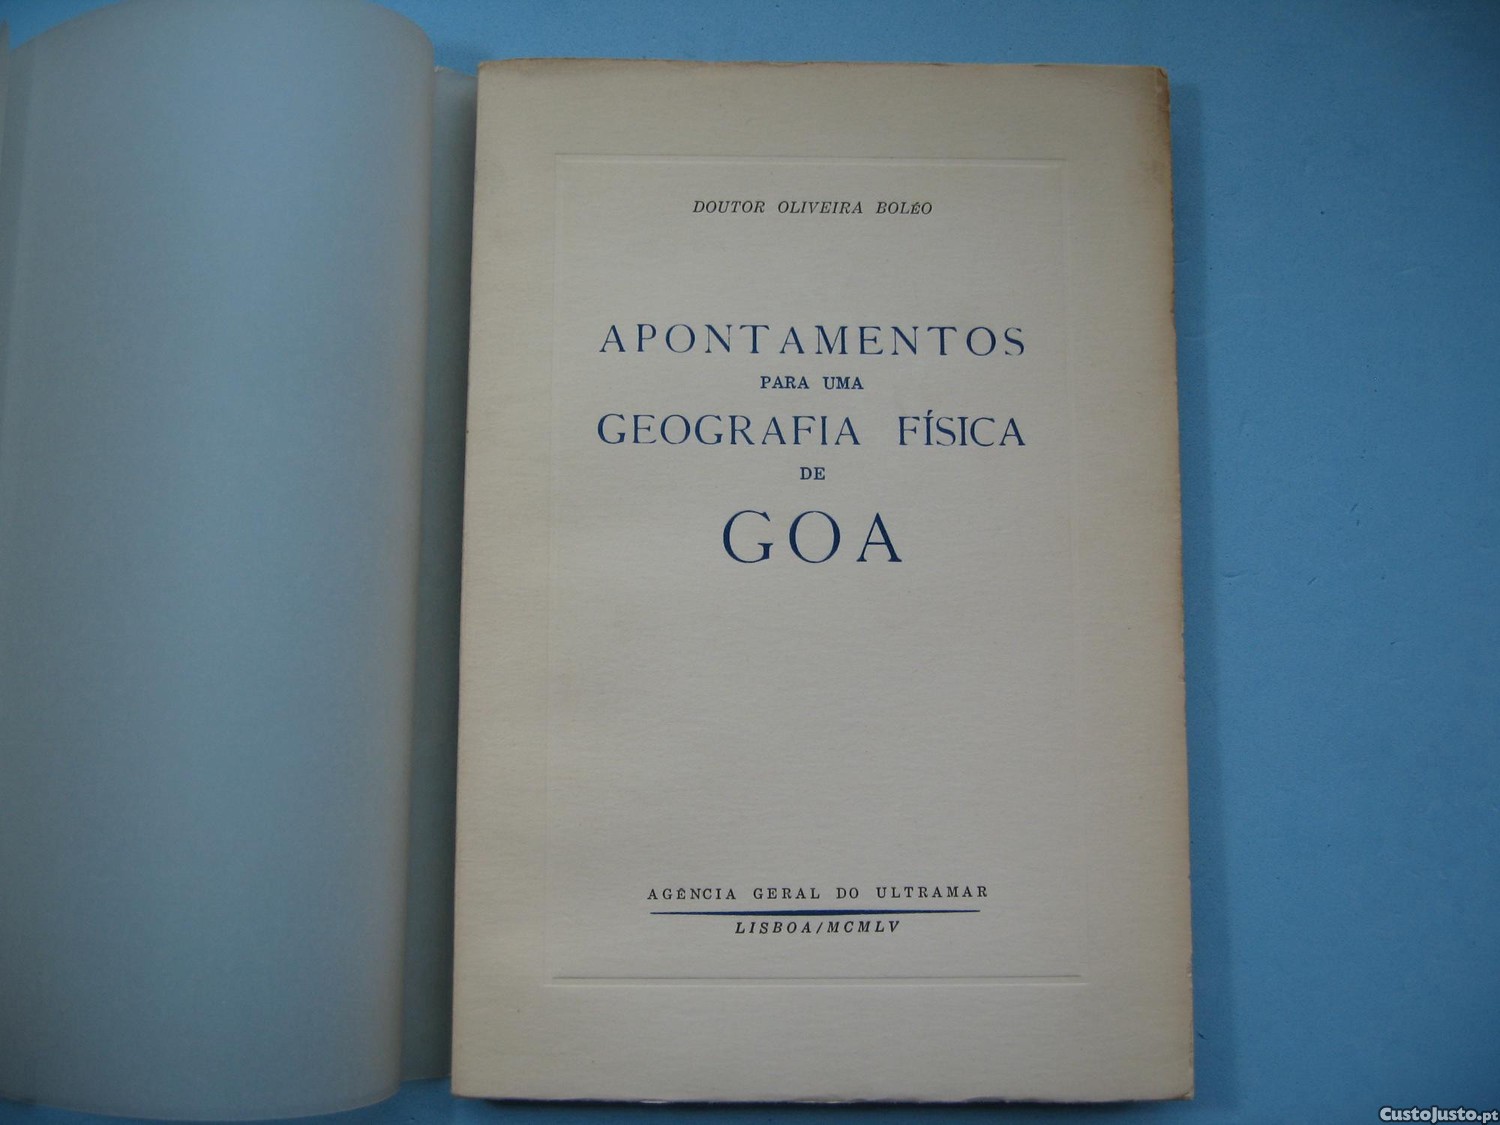 DOUTOR OLIVEIRA BOLÉO
APONTAMENTOS
PARA UMA
GEOGRAFIA FÍSICA
DE
GOA
AGÊNCIA GERAL DO ULTRAMAR
LISBOA/MCMLV
CustoJusto.pt